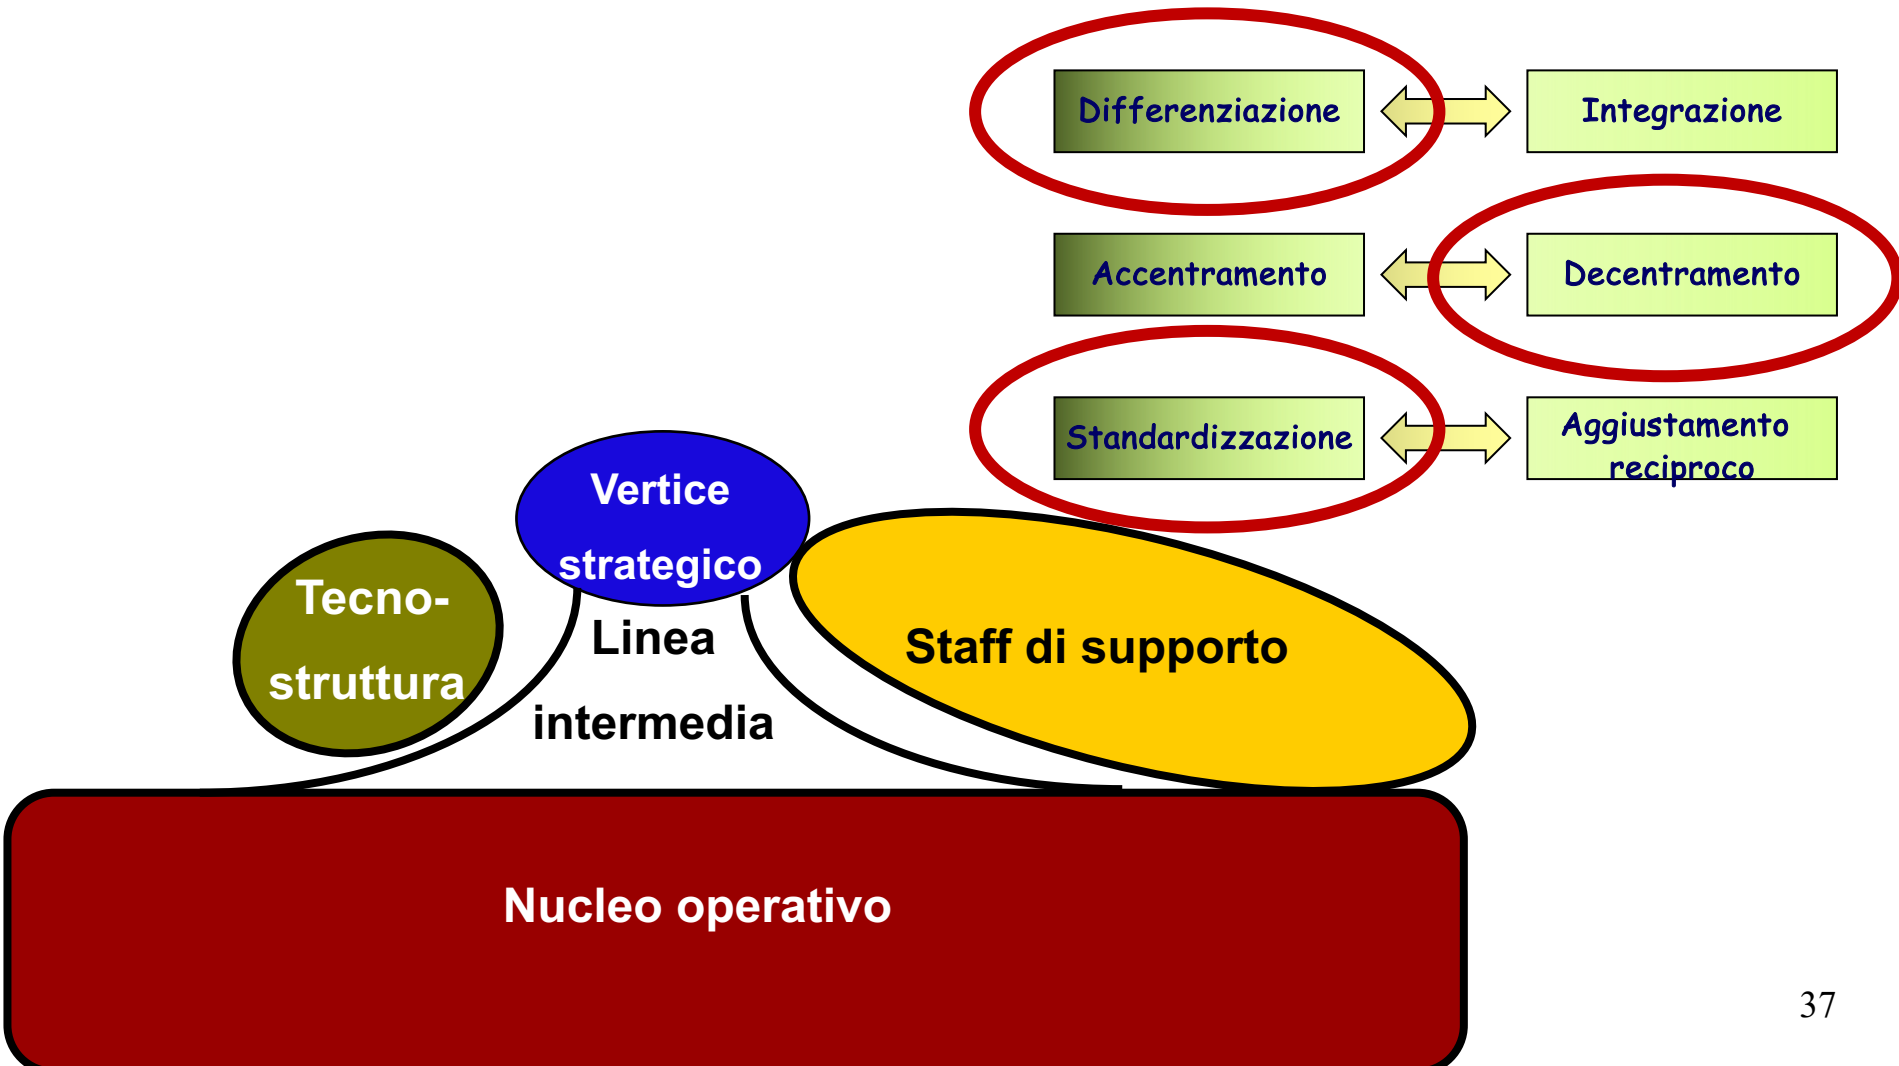 Differenziazione
Integrazione
Accentramento
Decentramento
Standardizzazione
Aggiustamento
reciproco
Vertice
strategico
Tecno-
struttura
Linea
intermedia
Staff di supporto
Nucleo operativo
37